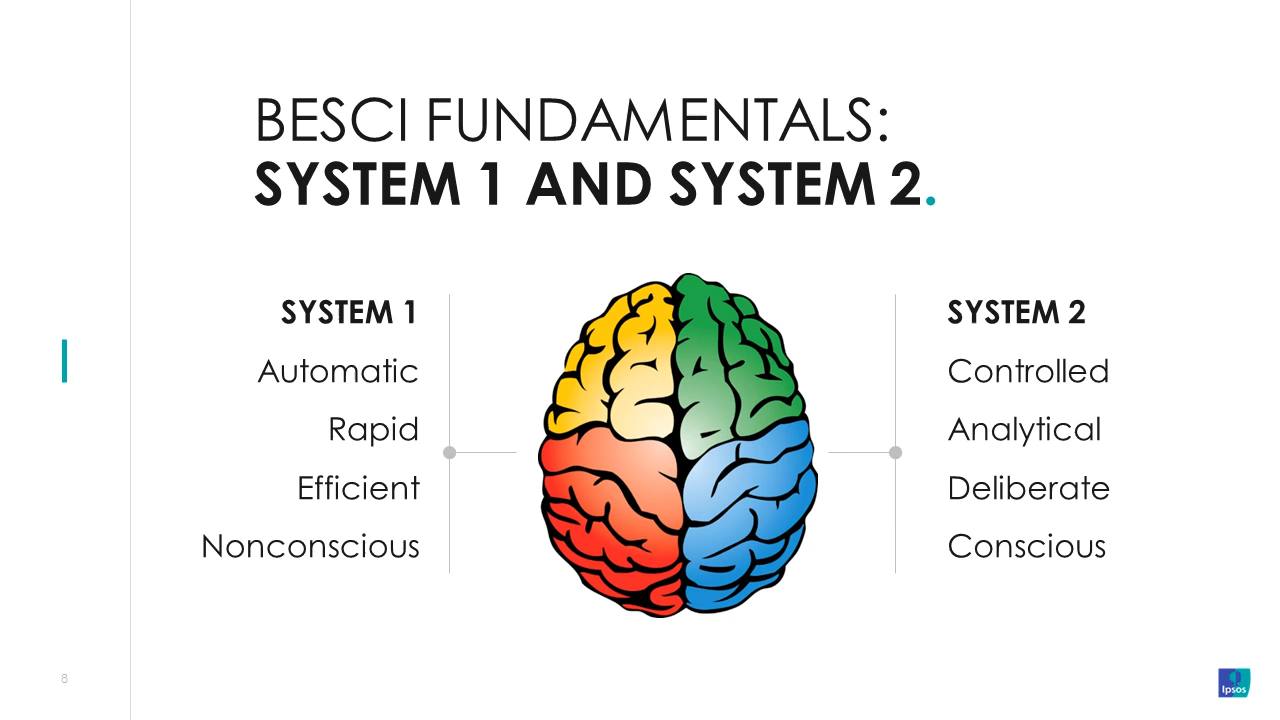 BESCI FUNDAMENTALS:
SYSTEM 1 AND SYSTEM 2.
SYSTEM 1
Automatic
Rapid
Efficient
Nonconscious
SYSTEM 2
Controlled
Analytical
Deliberate
Conscious
8
Ipsos